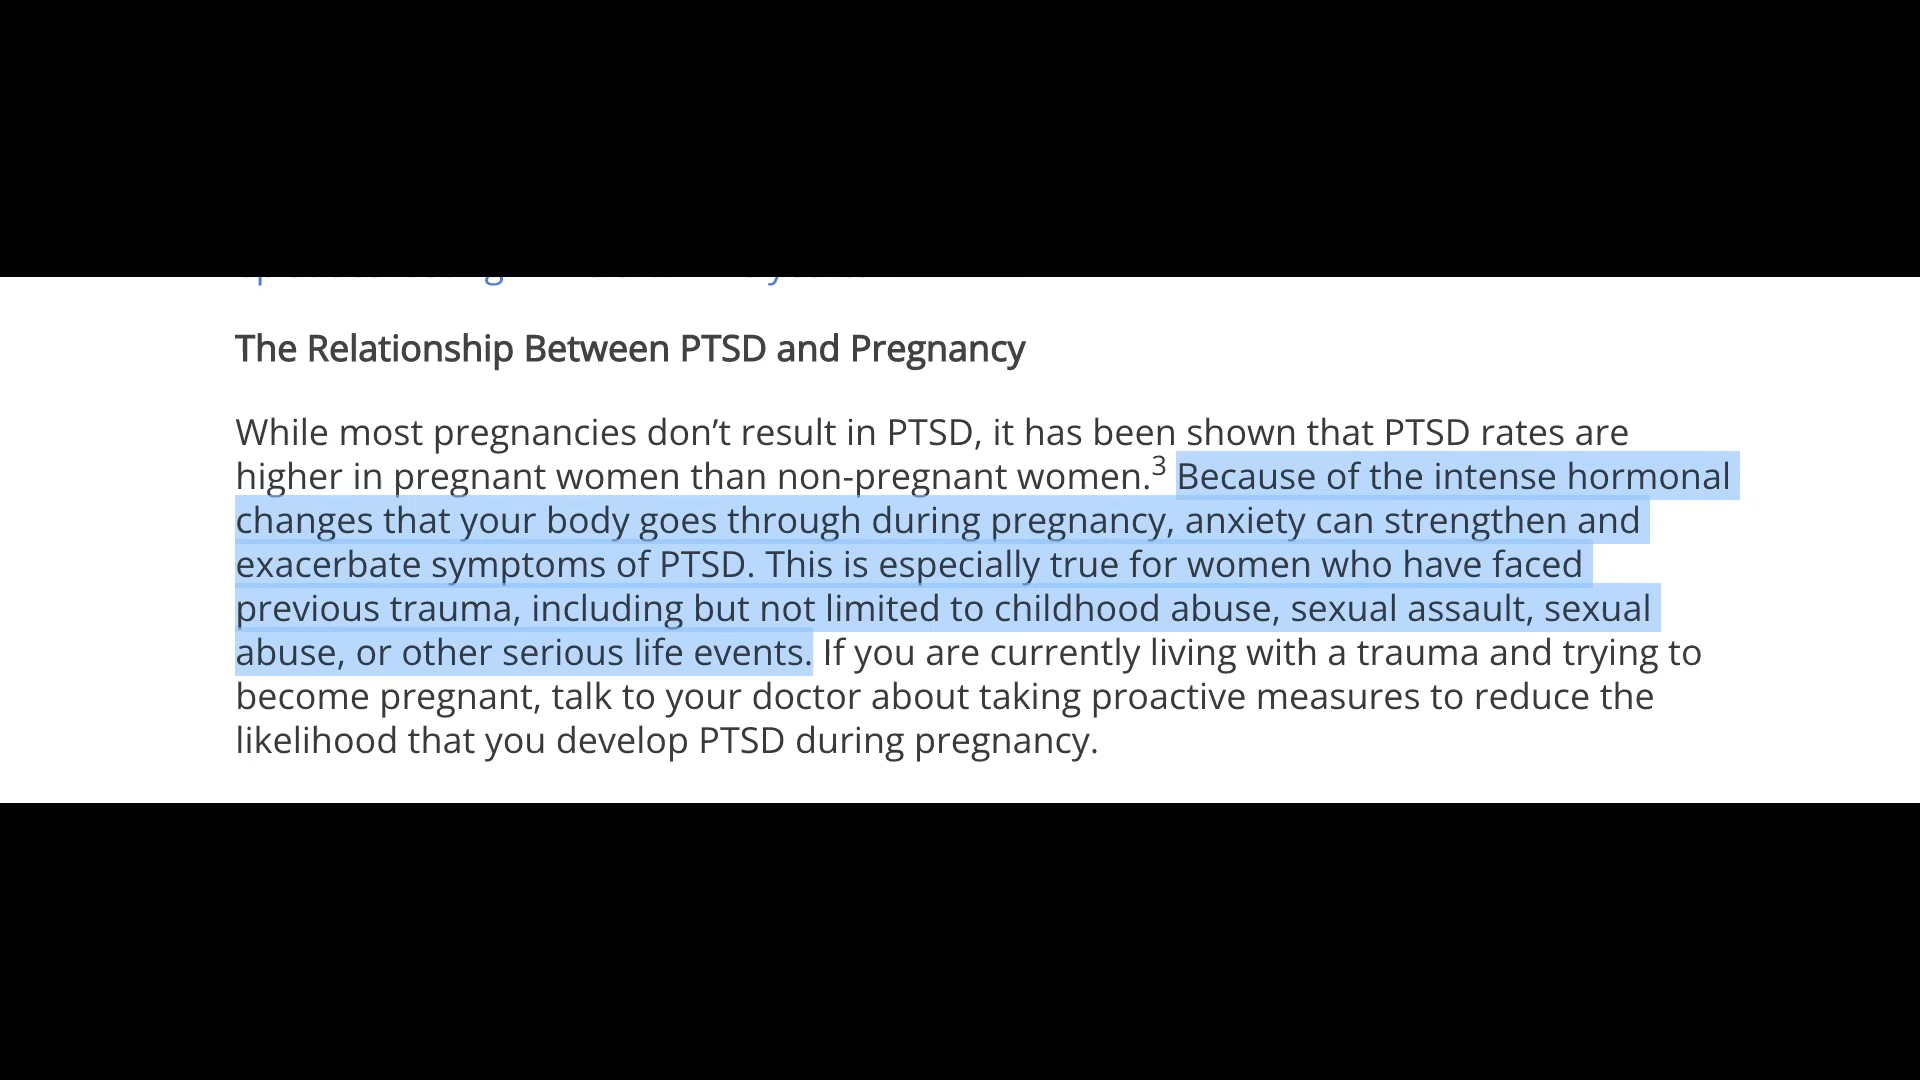 The Relationship Between PTSD and Pregnancy
While most pregnancies don’t result in PTSD, it has been shown that PTSD rates are
higher in pregnant women than non-pregnant women.3 Because of the intense hormonal
changes that your body goes through during pregnancy, anxiety can strengthen and
exacerbate symptoms of PTSD. This is especially true for women who have faced
previous trauma, including but not limited to childhood abuse, sexual assault, sexual
abuse, or other serious life events. If you are currently living with a trauma and trying to
become pregnant, talk to your doctor about taking proactive measures to reduce the
likelihood that you develop PTSD during pregnancy.